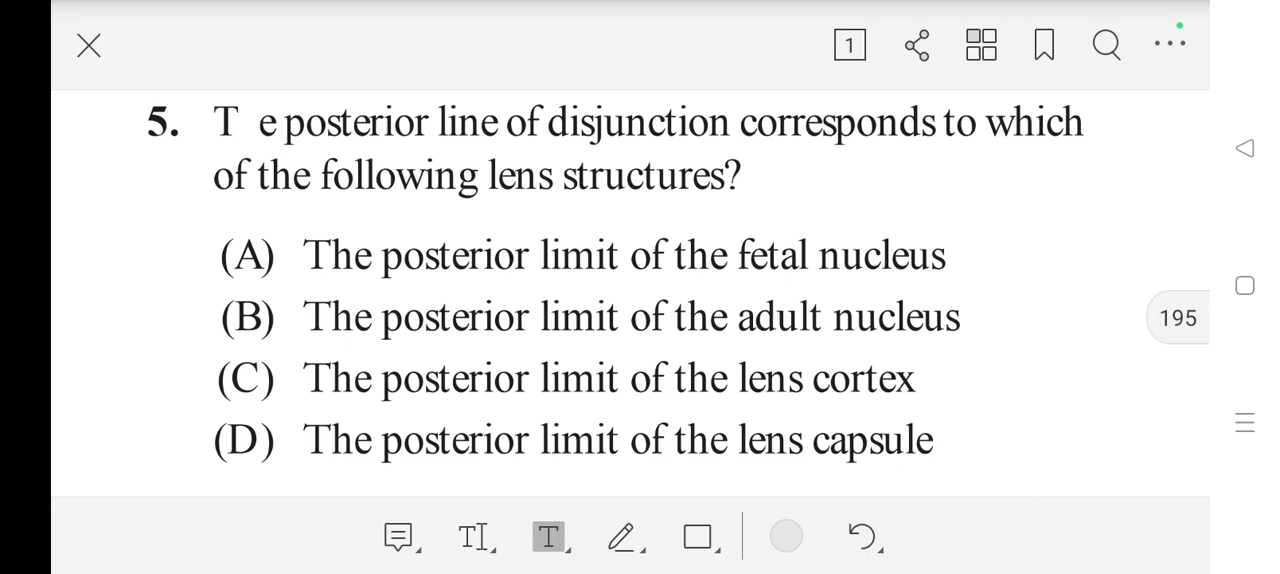 1
5. T e posterior line of disjunction corresponds to which
of the following lens structures?
(A) The posterior limit of the fetal nucleus
(B) The posterior limit of the adult nucleus
195
(C) The posterior limit of the lens cortex
(D) The posterior limit of the lens capsule
T T